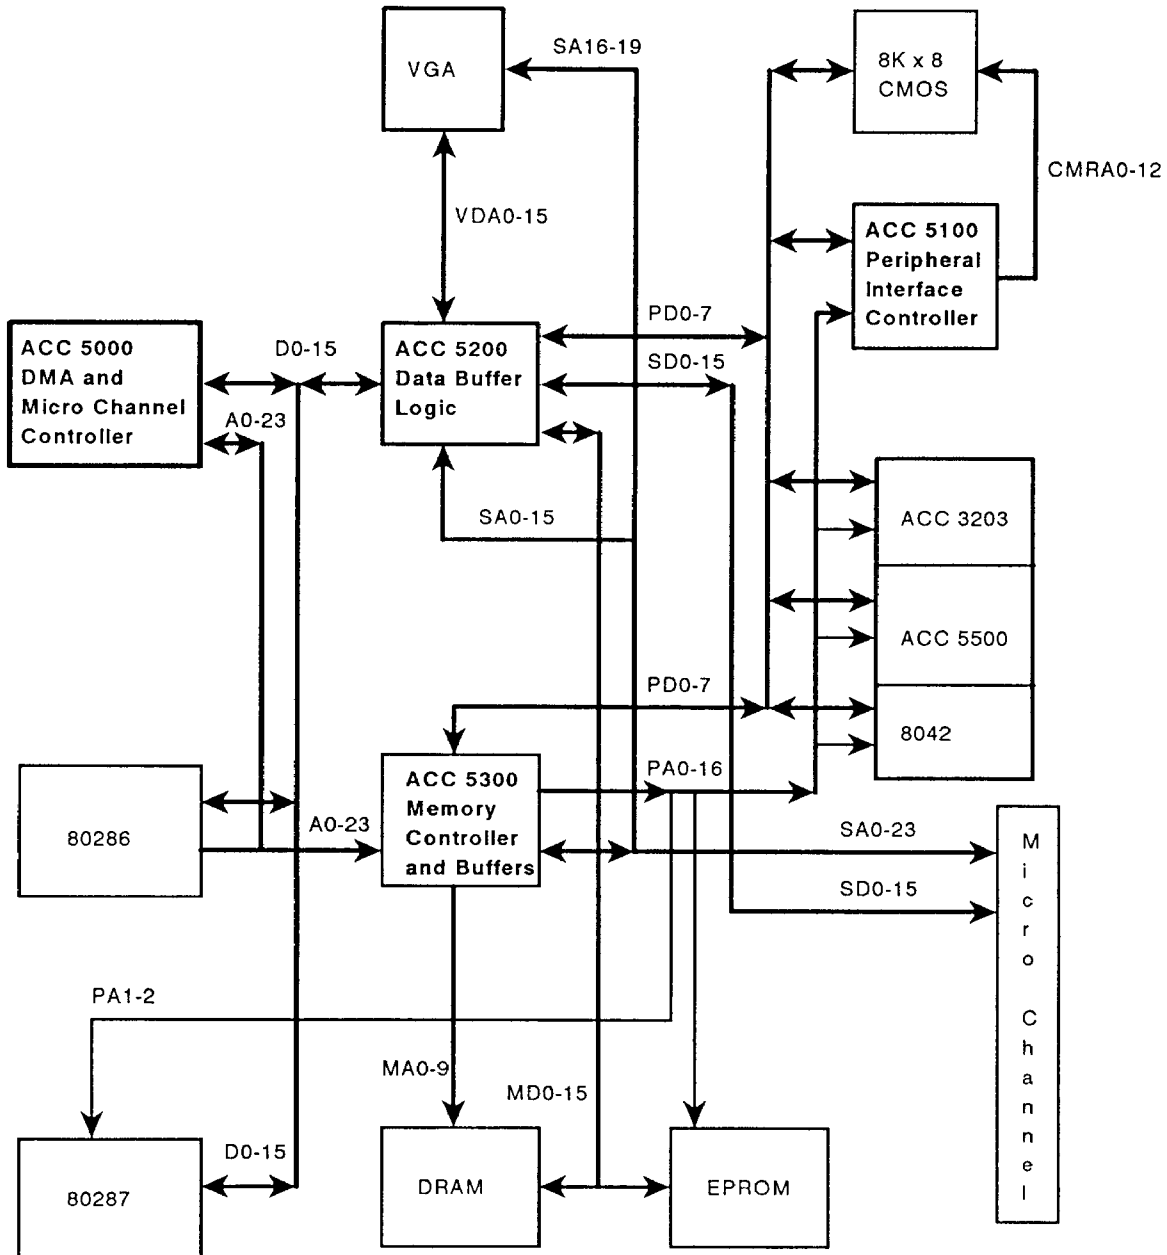 VGA
SA16-19
8K x 8
CMOS
CMRA0-12
VDA0-15
ACC 5100
Peripheral
Interface
Controller
ACC 5000
DMA and
Micro Channel
Controller
D0-15
A0-23
ACC 5200
Data Buffer
Logic
PD0-7
SD0-15
SA0-15
ACC 3203
ACC 5500
8042
PD0-7
80286
A0-23
ACC 5300
Memory
Controller
and Buffers
PA0-16
SA0-23
SD0-15
Micro Channel
PA1-2
MA0-9
MD0-15
D0-15
80287
DRAM
EPROM